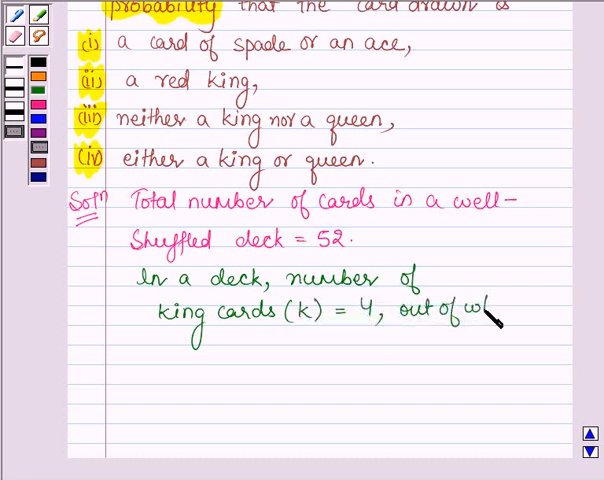 probability that the card drawn is
(i) a card of spade or an ace,
(ii) a red king,
(iii) neither a king nor a queen,
(iv) either a king or queen.
Soln Total number of cards in a well-
Shuffled deck = 52.
In a deck, number of
king cards (K) = 4, out of